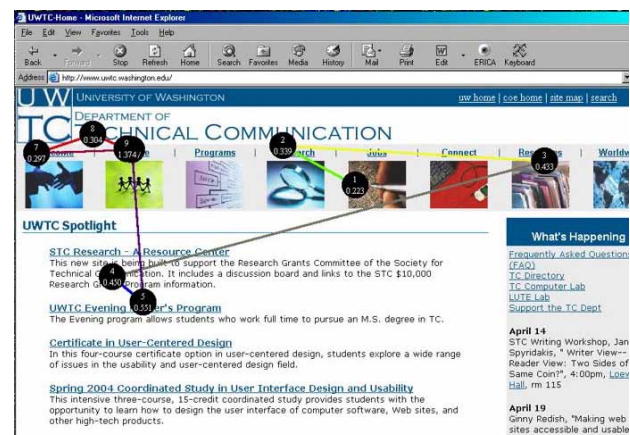 UWTC-Home - Microsoft Internet Explorer
File Edit View Favorites Tools Help
Back Forward Stop Refresh Home Search Favorites Media History Mail Print Edit ERICA Keyboard
Address http://www.uwtc.washington.edu/
UW UNIVERSITY OF WASHINGTON uw home | coe home | site map | search
TC DEPARTMENT OF
TECHNICAL COMMUNICATION
8
0.304
7
0.297
9
1.374
2
0.339
3
0.433
| Programs | | Jobs | Connect |
1
0.223
UWTC Spotlight
STC Research - A Resource Center
This new site is being built to support the Research Grants Committee of the Society for
Technical It includes a discussion board and links to the STC $10,000
Research Program information.
4
0.450
5
0.551
UWTC Evening Program
The Evening program allows students who work full time to pursue an M.S. degree in TC.
Certificate in User-Centered Design
In this four-course certificate option in user-centered design, students explore a wide range
of issues in the usability and user-centered design field.
Spring 2004 Coordinated Study in User Interface Design and Usability
This intensive three-course, 15-credit coordinated study provides students with the
opportunity to learn how to design the user interface of computer software, Web sites, and
other high-tech products.
What's Happening
Frequently Asked Questions
(FAQ)
TC Directory
TC Computer Lab
LUTE Lab
Support the TC Dept
April 14
STC Writing Workshop, Jan
Spyridakis, " Writer View--
Reader View: Two Sides of
Same Coin?", 4:00pm, Loew
Hall, rm 115
April 19
Ginny Redish, "Making web
sites accessible and usable